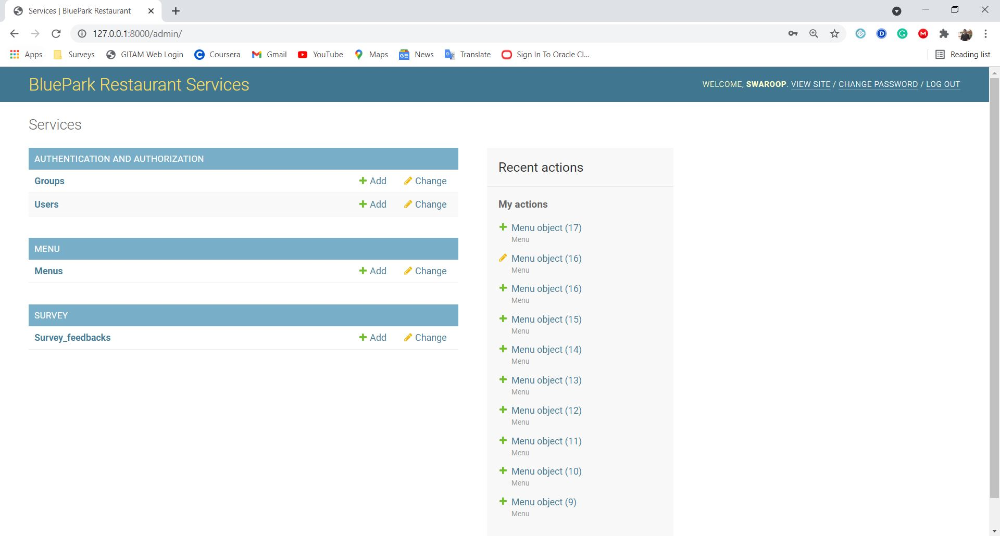 Services | BluePark Restaurant
127.0.0.1:8000/admin/
Apps Surveys GITAM Web Login Coursera Gmail YouTube Maps News Translate Sign In To Oracle Cl... Reading list
BluePark Restaurant Services
WELCOME, SWAROOP. VIEW SITE / CHANGE PASSWORD / LOG OUT
Services
AUTHENTICATION AND AUTHORIZATION
Groups Add Change
Users Add Change
MENU
Menus Add Change
SURVEY
Survey_feedbacks Add Change
Recent actions
My actions
Menu object (17)
Menu
Menu object (16)
Menu
Menu object (16)
Menu
Menu object (15)
Menu
Menu object (14)
Menu
Menu object (13)
Menu
Menu object (12)
Menu
Menu object (11)
Menu
Menu object (10)
Menu
Menu object (9)
Menu